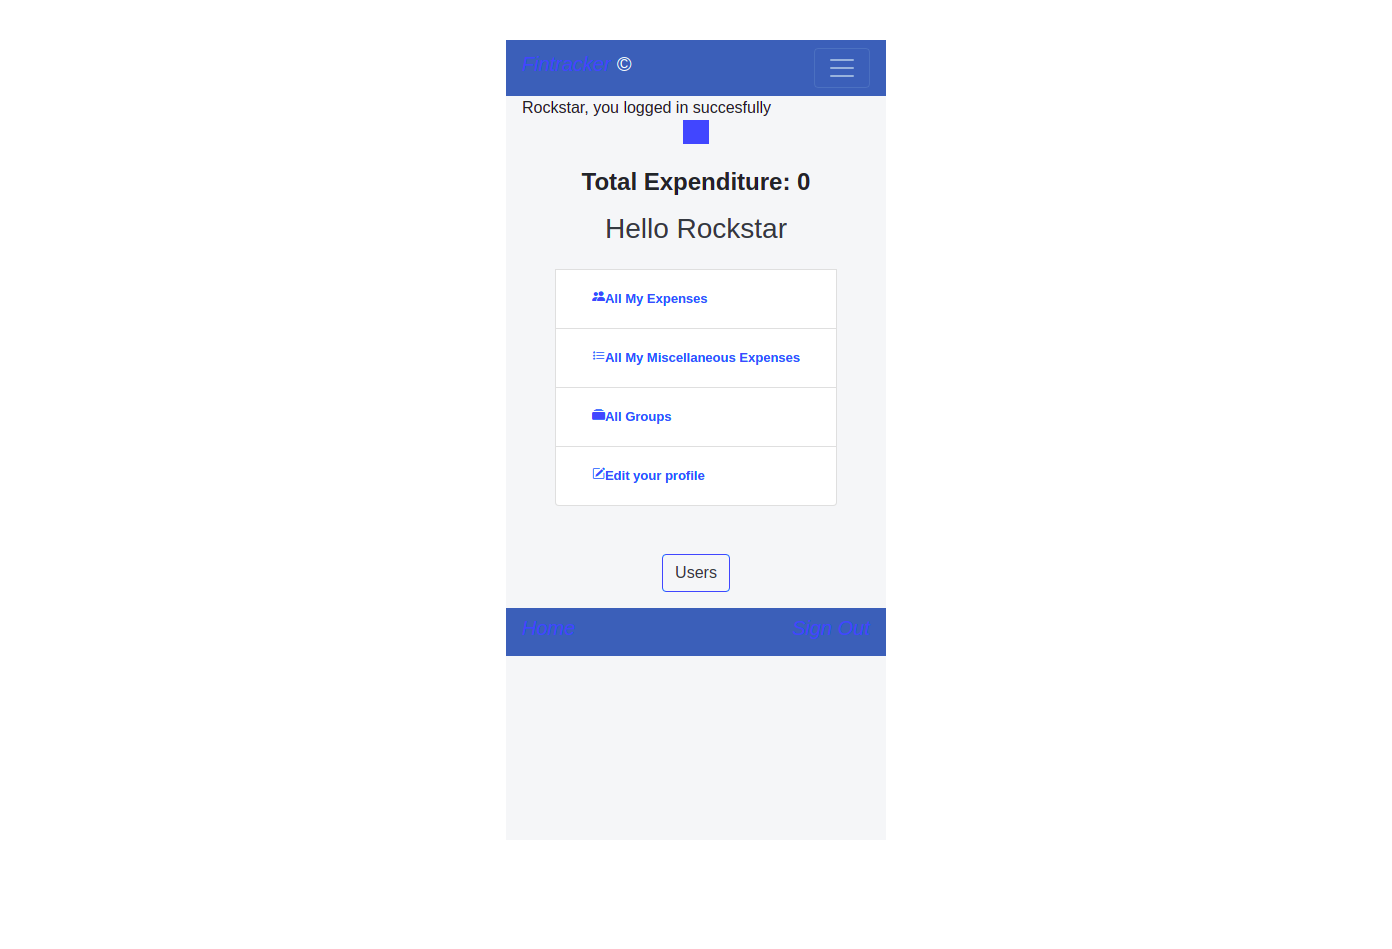 Fintracker ©
Rockstar, you logged in succesfully
Total Expenditure: 0
Hello Rockstar
All My Expenses
All My Miscellaneous Expenses
All Groups
Edit your profile
Users
Home Sign Out